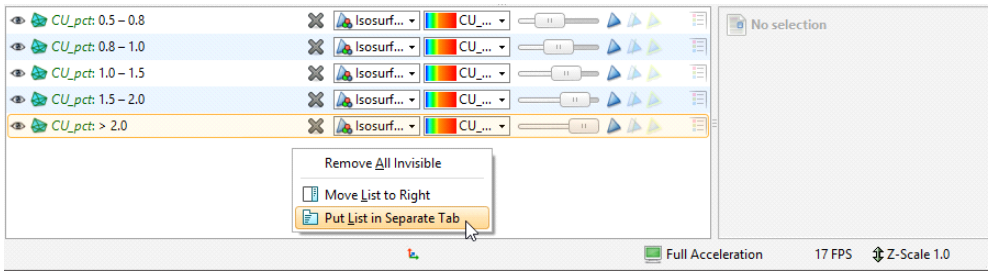 CU_pct: 0.5 – 0.8 Isosurf... CU_...
No selection
CU_pct: 0.8 – 1.0 Isosurf... CU_...
CU_pct: 1.0 – 1.5 Isosurf... CU_...
CU_pct: 1.5 – 2.0 Isosurf... CU_...
CU_pct: > 2.0 Isosurf... CU_...
Remove All Invisible
Move List to Right
Put List in Separate Tab
Full Acceleration 17 FPS Z-Scale 1.0